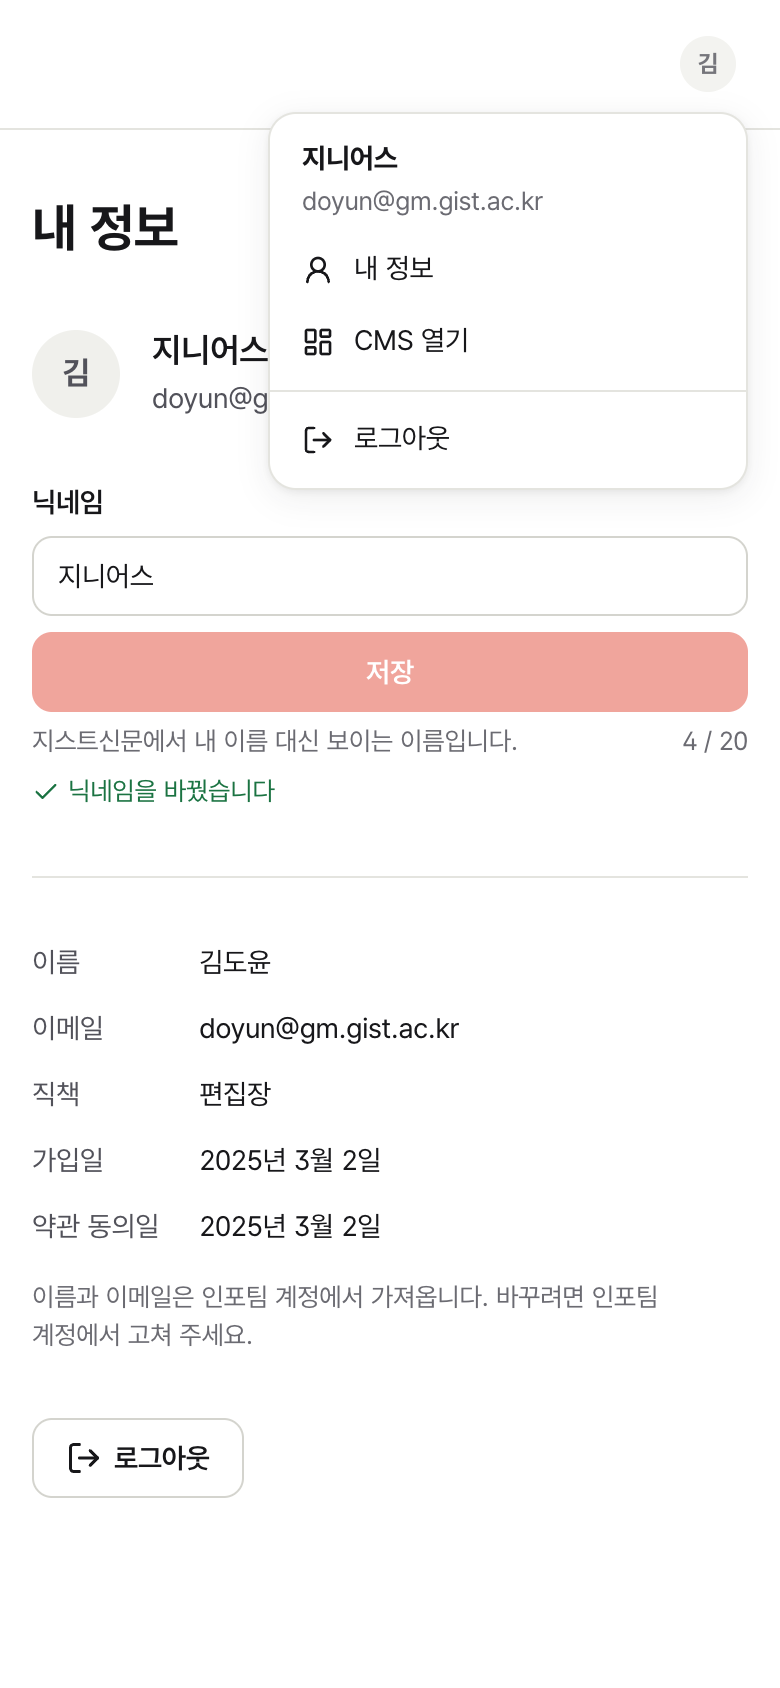 김
지니어스
doyun@gm.gist.ac.kr
내 정보
CMS 열기
로그아웃
내 정보
김
지니어스
doyun@g
닉네임
지니어스
저장
지스트신문에서 내 이름 대신 보이는 이름입니다. 4 / 20
닉네임을 바꿨습니다
이름 김도윤
이메일 doyun@gm.gist.ac.kr
직책 편집장
가입일 2025년 3월 2일
약관 동의일 2025년 3월 2일
이름과 이메일은 인포팀 계정에서 가져옵니다. 바꾸려면 인포팀
계정에서 고쳐 주세요.
로그아웃